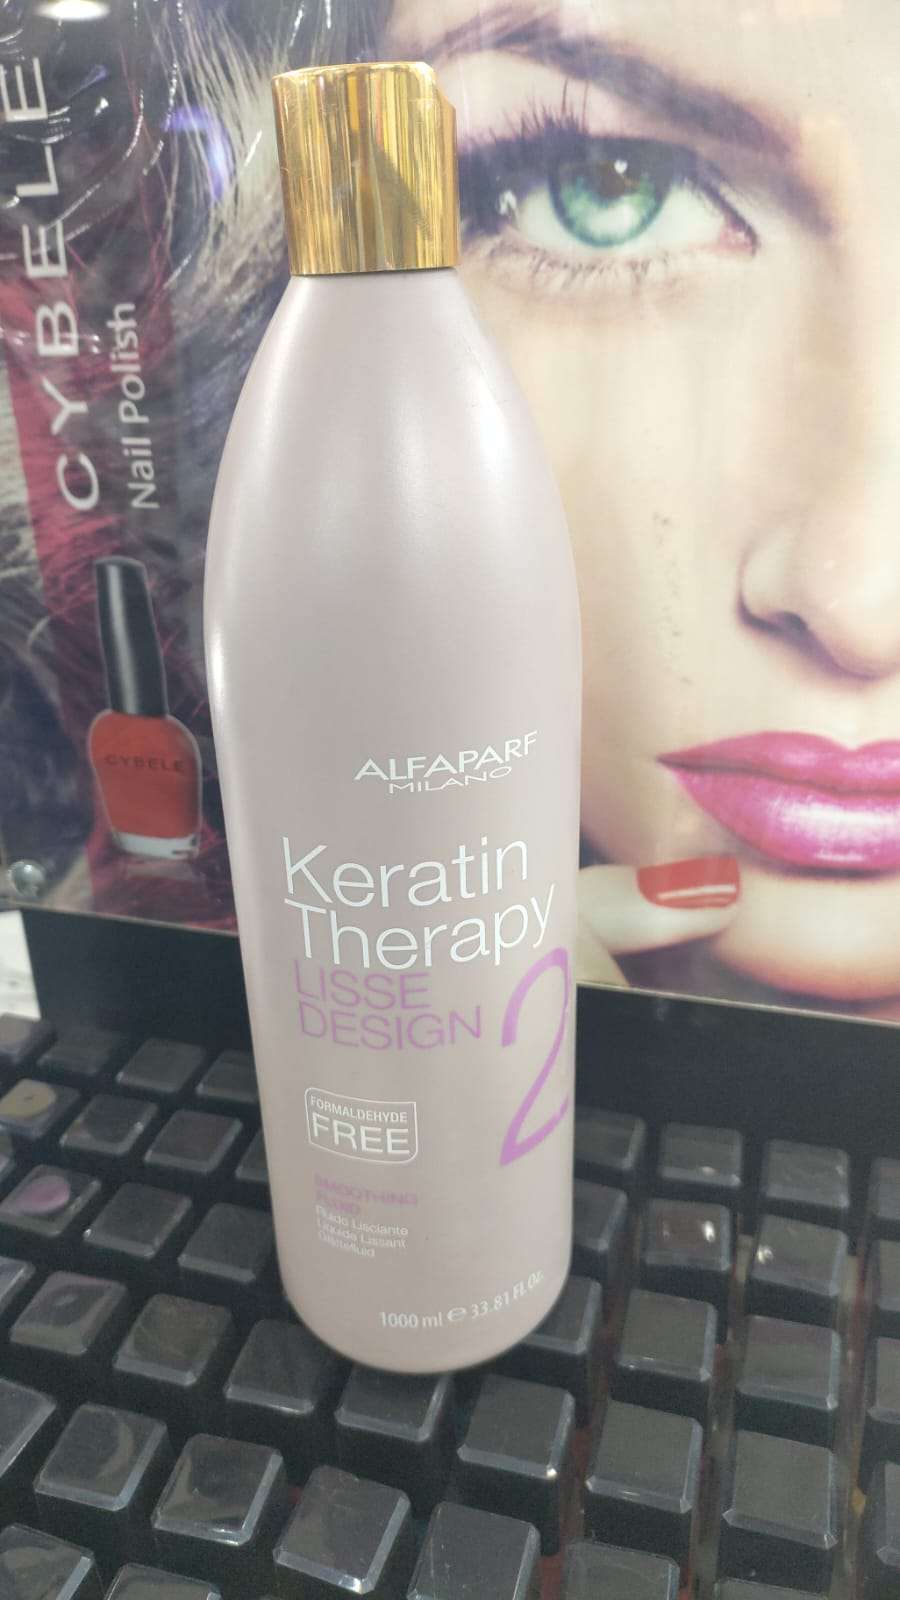 CYBELE
Nail Polish
CYBELE
ALFAPARF
MILANO
Keratin
Therapy
LISSE
DESIGN
2
FORMALDEHYDE
FREE
SMOOTHING
FLUID
Fluido Lisciante
Liquide Lissant
Glättefluid
1000 ml ℮ 33.81 FL.Oz.